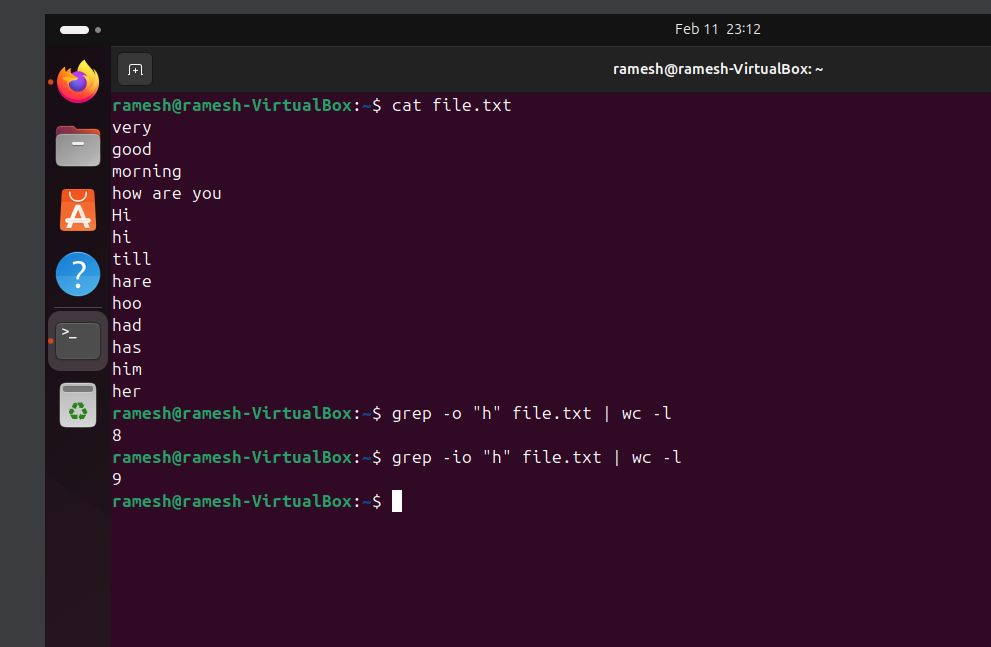 Feb 11 23:12
ramesh@ramesh-VirtualBox: ~
ramesh@ramesh-VirtualBox:~$ cat file.txt
very
good
morning
how are you
Hi
hi
till
hare
hoo
had
has
him
her
ramesh@ramesh-VirtualBox:~$ grep -o "h" file.txt | wc -l
8
ramesh@ramesh-VirtualBox:~$ grep -io "h" file.txt | wc -l
9
ramesh@ramesh-VirtualBox:~$